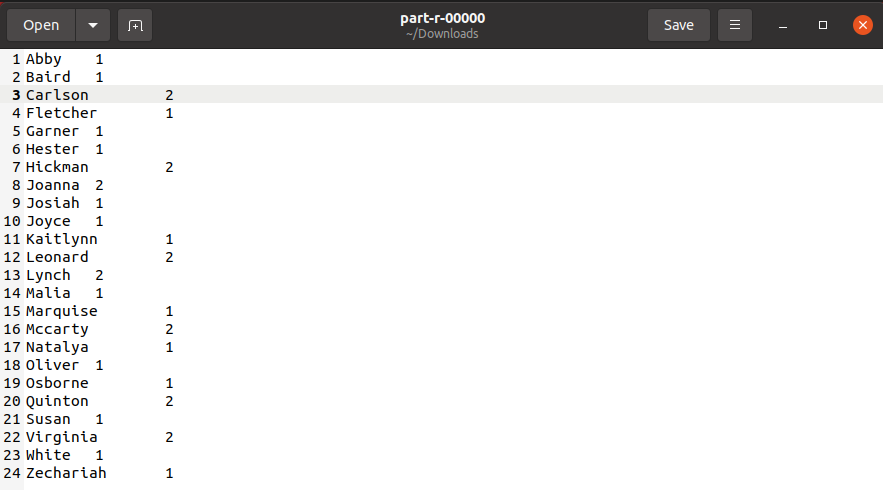 Open
part-r-00000
~/Downloads
Save
1 Abby 1
2 Baird 1
3 Carlson 2
4 Fletcher 1
5 Garner 1
6 Hester 1
7 Hickman 2
8 Joanna 2
9 Josiah 1
10 Joyce 1
11 Kaitlynn 1
12 Leonard 2
13 Lynch 2
14 Malia 1
15 Marquise 1
16 Mccarty 2
17 Natalya 1
18 Oliver 1
19 Osborne 1
20 Quinton 2
21 Susan 1
22 Virginia 2
23 White 1
24 Zechariah 1